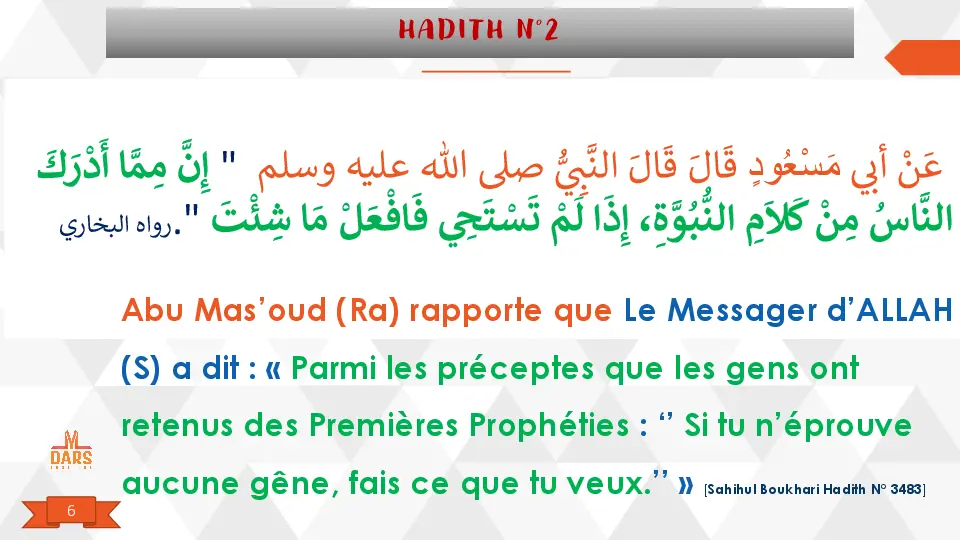 HADITH N°2
عَنْ أبي مَسْعُودٍ قَالَ قَالَ النَّبِيُّ صلى الله عليه وسلم " إِنَّ مِمَّا أَدْرَكَ
النَّاسُ مِنْ كَلاَمِ النُّبُوَّةِ، إِذَا لَمْ تَسْتَحِي فَافْعَلْ مَا شِئْتَ ".رواه البخاري
Abu Mas’oud (Ra) rapporte que Le Messager d’ALLAH
(S) a dit : « Parmi les préceptes que les gens ont
retenus des Premières Prophéties : ‘’ Si tu n’éprouve
aucune gêne, fais ce que tu veux.’’ » [Sahihul Boukhari Hadith N° 3483]
DARS
6